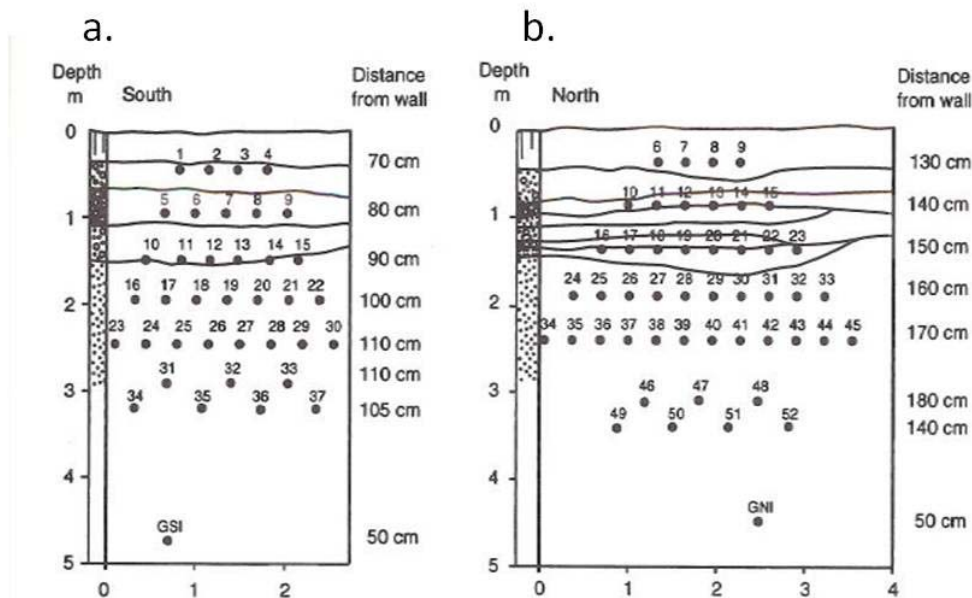 a.
Depth
m
South
Distance
from wall
0
1 2 3 4
70 cm
5 6 7 8 9
80 cm
1
10 11 12 13 14 15
90 cm
16 17 18 19 20 21 22
100 cm
2
23 24 25 26 27 28 29 30
110 cm
31 32 33
110 cm
3
34 35 36 37
105 cm
4
GSI
50 cm
5
0 1 2
b.
Depth
m
North
Distance
from wall
0
6 7 8 9
130 cm
10 11 12 13 14 15
140 cm
1
16 17 18 19 20 21 22 23
150 cm
24 25 26 27 28 29 30 31 32 33
160 cm
2
34 35 36 37 38 39 40 41 42 43 44 45
170 cm
46 47 48
180 cm
3
49 50 51 52
140 cm
4
GNI
50 cm
5
0 1 2 3 4